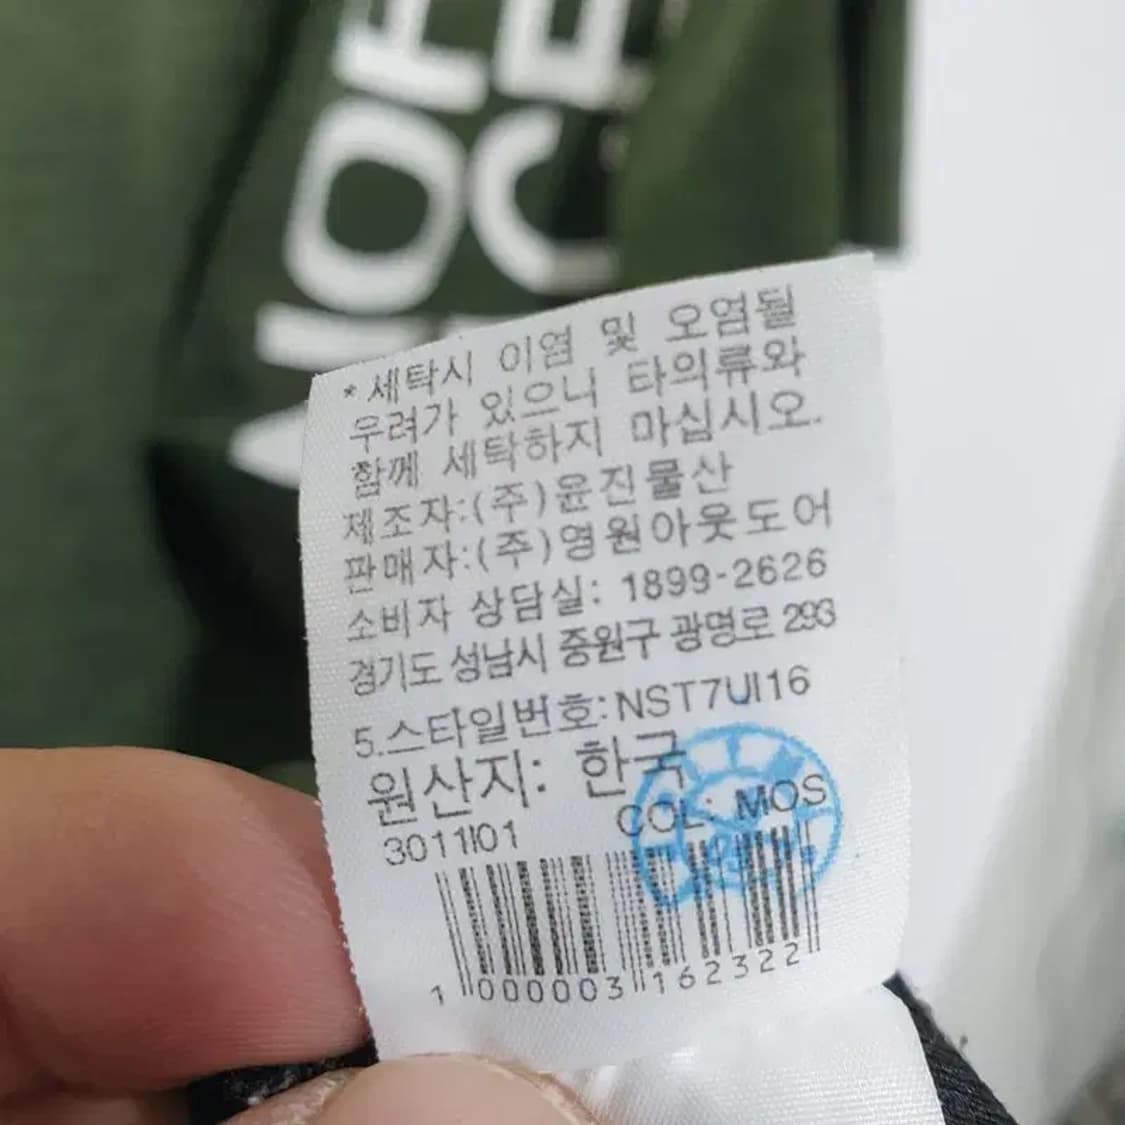 * 세탁시 이염 및 오염될
우려가 있으니 타의류와
함께 세탁하지 마십시오.
제조자:(주)윤진물산
판매자:(주)영원아웃도어
소비자 상담실: 1899-2626
경기도 성남시 중원구 광명로 293
5.스타일번호:NST7UI16
원산지: 한국
3011I01 COL: MOS
1 000003 162322